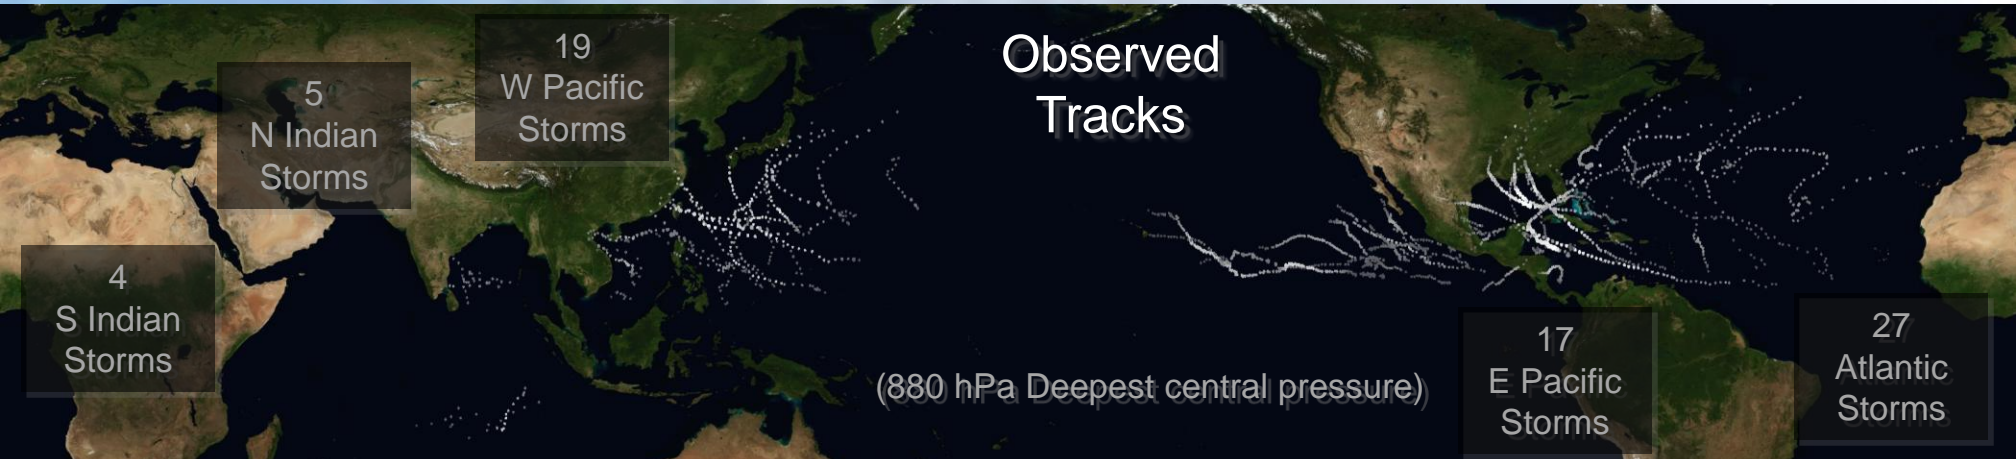 Observed
Tracks
19
W Pacific
Storms
5
N Indian
Storms
4
S Indian
Storms
(880 hPa Deepest central pressure)
17
E Pacific
Storms
27
Atlantic
Storms